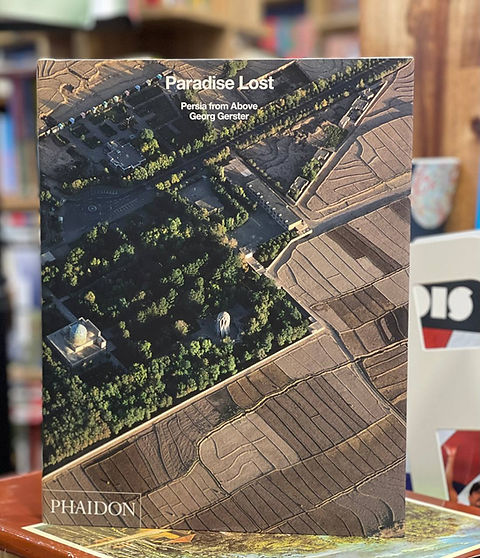 Paradise Lost
Persia from Above
Georg Gerster
PHAIDON
DIS